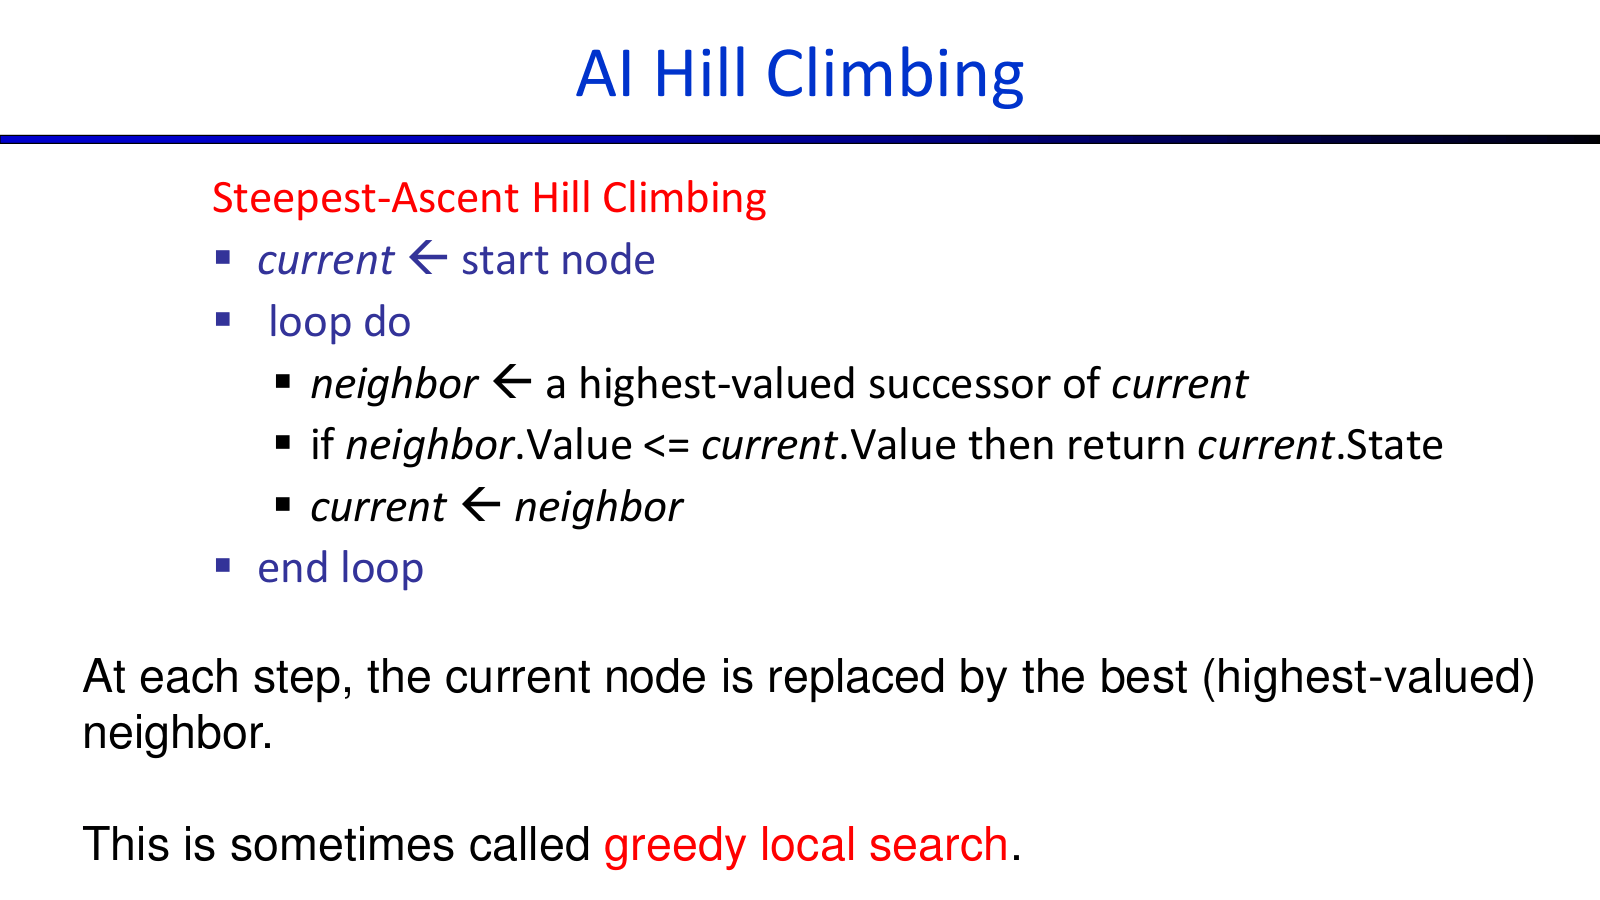 AI Hill Climbing
Steepest-Ascent Hill Climbing
▪ current ← start node
▪ loop do
▪ neighbor ← a highest-valued successor of current
▪ if neighbor.Value <= current.Value then return current.State
▪ current ← neighbor
▪ end loop
At each step, the current node is replaced by the best (highest-valued)
neighbor.
This is sometimes called greedy local search.